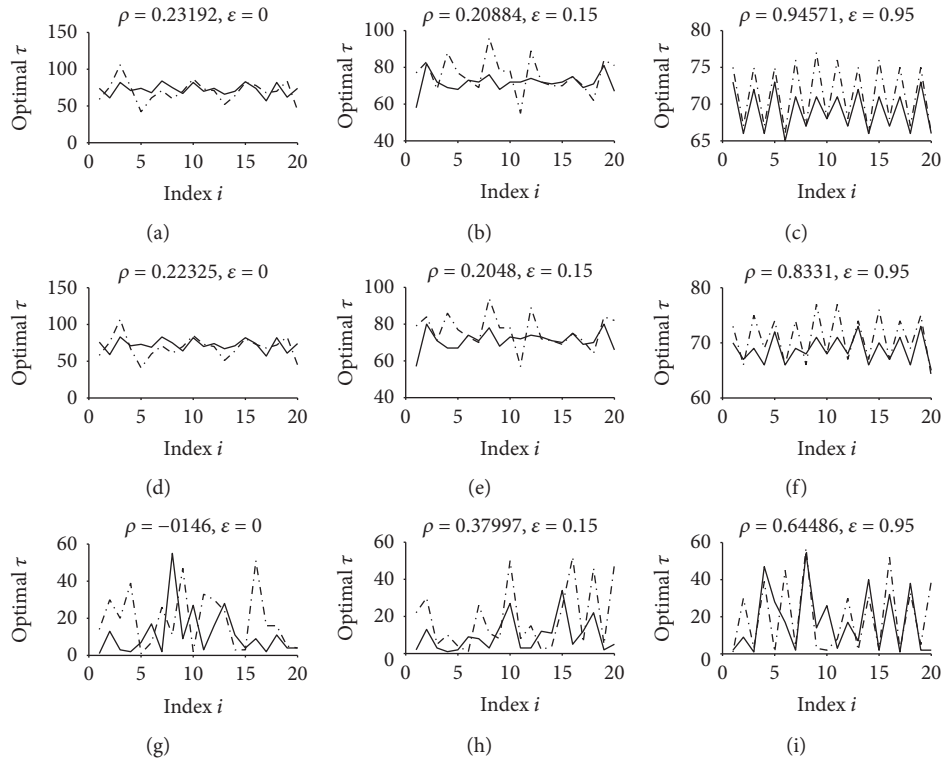 ρ = 0.23192, ε = 0
150
100
50
0
0 5 10 15 20
Optimal τ
Index i
(a)
ρ = 0.20884, ε = 0.15
100
80
60
40
0 5 10 15 20
Optimal τ
Index i
(b)
ρ = 0.94571, ε = 0.95
80
75
70
65
0 5 10 15 20
Optimal τ
Index i
(c)
ρ = 0.22325, ε = 0
150
100
50
0
0 5 10 15 20
Optimal τ
Index i
(d)
ρ = 0.2048, ε = 0.15
100
80
60
40
0 5 10 15 20
Optimal τ
Index i
(e)
ρ = 0.8331, ε = 0.95
80
70
60
0 5 10 15 20
Optimal τ
Index i
(f)
ρ = −0146, ε = 0
60
40
20
0
0 5 10 15 20
Optimal τ
Index i
(g)
ρ = 0.37997, ε = 0.15
60
40
20
0
0 5 10 15 20
Optimal τ
Index i
(h)
ρ = 0.64486, ε = 0.95
60
40
20
0
0 5 10 15 20
Optimal τ
Index i
(i)